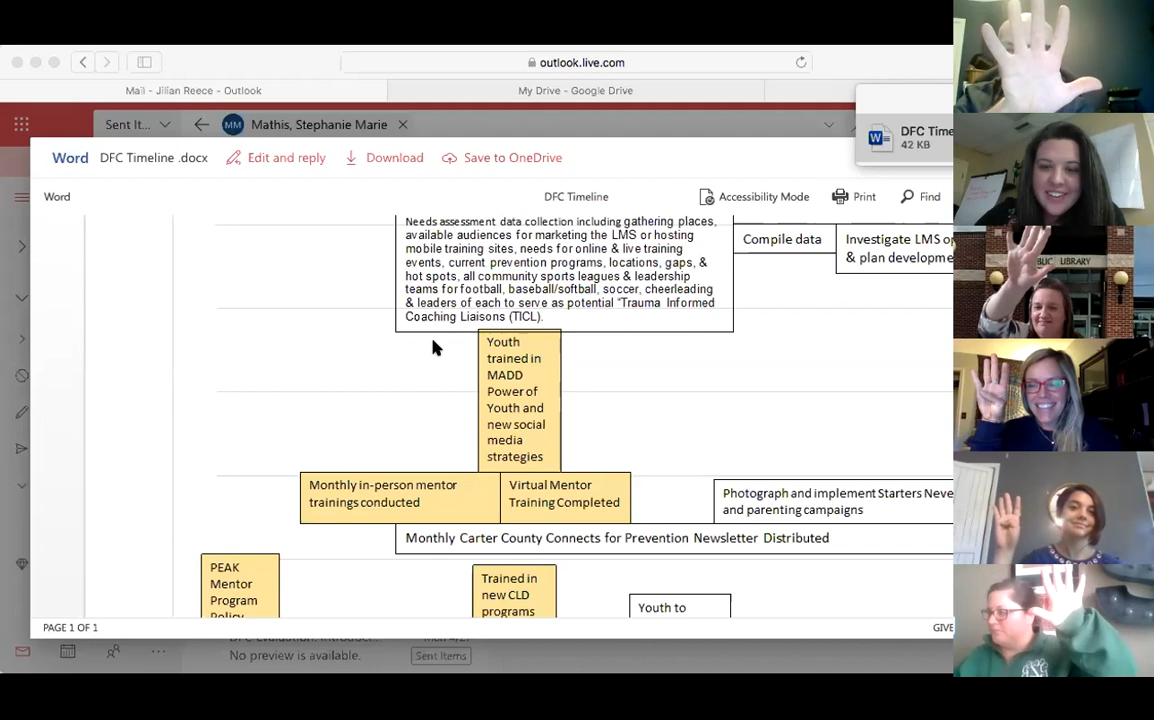 outlook.live.com
Mail - Jilian Reece - Outlook
My Drive - Google Drive
Sent It...
MM
Mathis, Stephanie Marie
W
DFC Time
42 KB
Word
DFC Timeline .docx
Edit and reply
Download
Save to OneDrive
Word
DFC Timeline
Accessibility Mode
Print
Find
Needs assessment data collection including gathering places,
available audiences for marketing the LMS or hosting
mobile training sites, needs for online & live training
events, current prevention programs, locations, gaps, &
hot spots, all community sports leagues & leadership
teams for football, baseball/softball, soccer, cheerleading
& leaders of each to serve as potential “Trauma Informed
Coaching Liaisons (TICL).
Compile data
Investigate LMS op
& plan developme
Youth
trained in
MADD
Power of
Youth and
new social
media
strategies
Monthly in-person mentor
trainings conducted
Virtual Mentor
Training Completed
Photograph and implement Starters Neve
and parenting campaigns
Monthly Carter County Connects for Prevention Newsletter Distributed
PEAK
Mentor
Program
Policy
Trained in
new CLD
programs
Youth to
PAGE 1 OF 1
GIVE
No preview is available.
Sent Items
PUBLIC LIBRARY